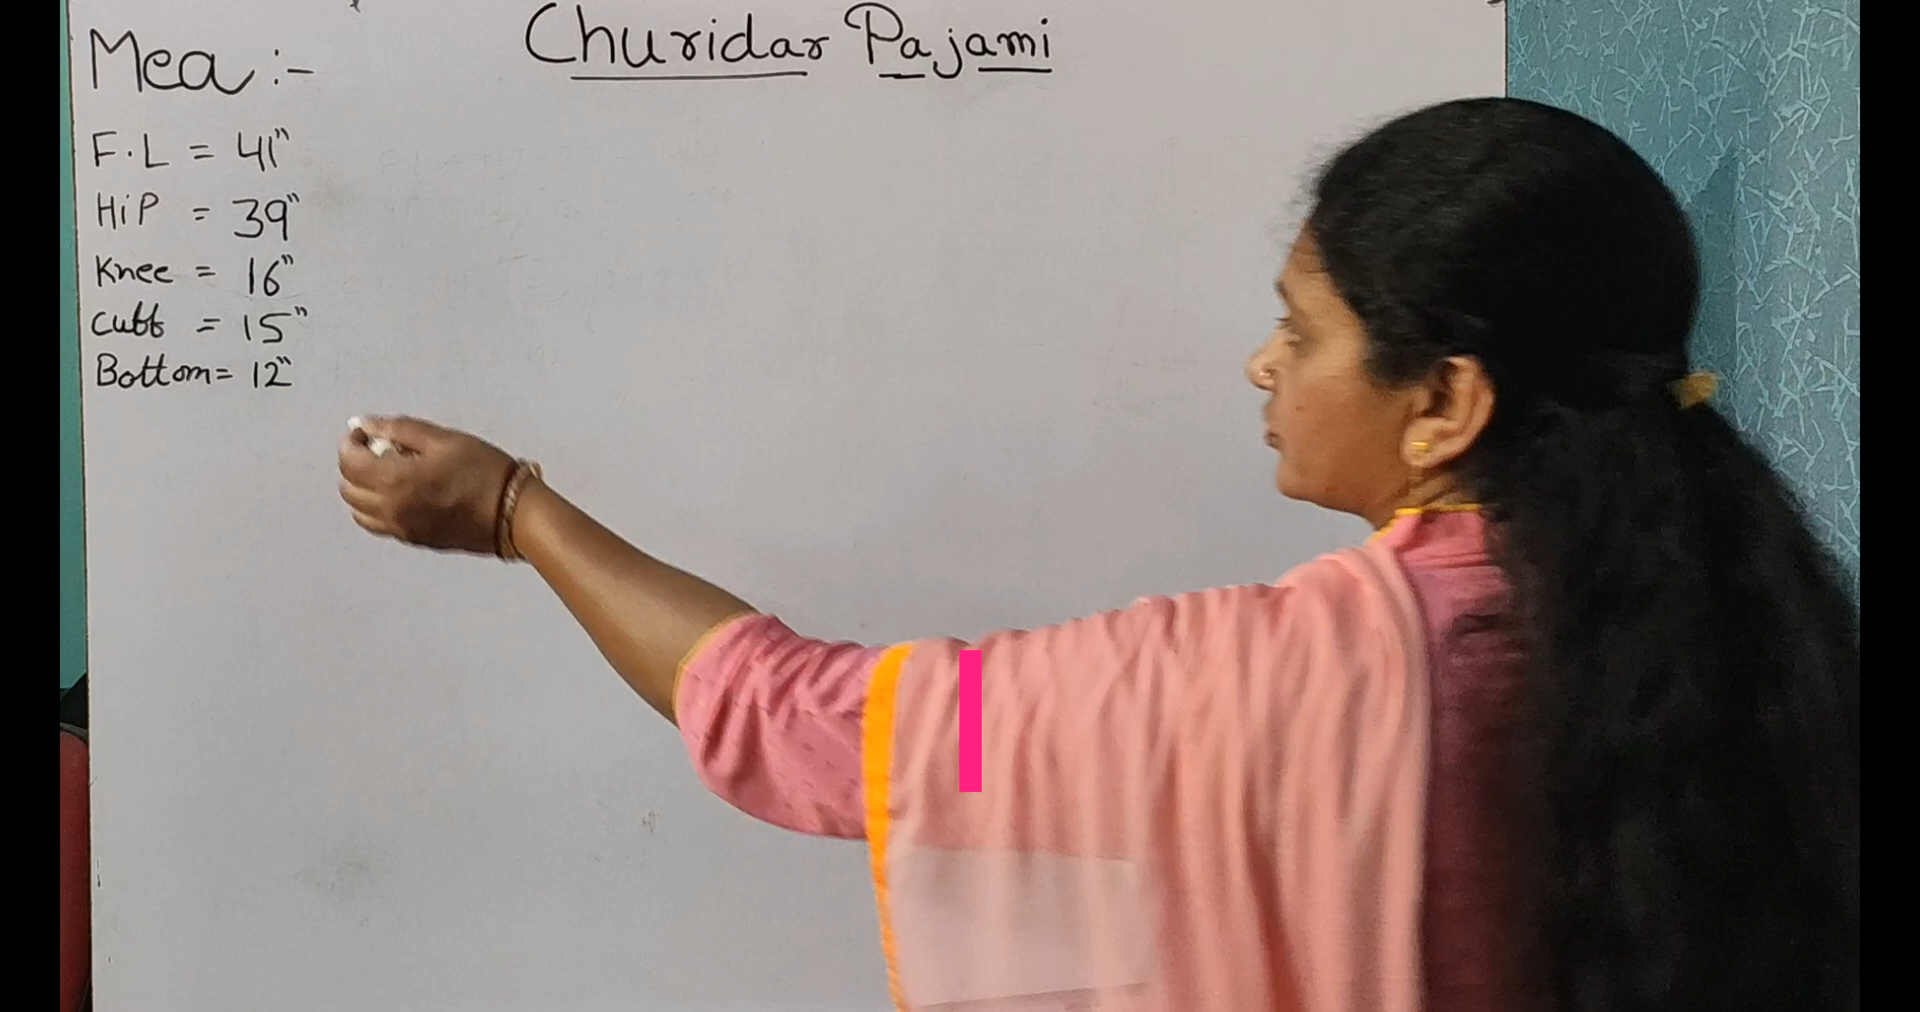 Churidar Pajami
Mea :-
F.L = 41"
HiP = 39"
Knee = 16"
Cuff = 15"
Bottom = 12"